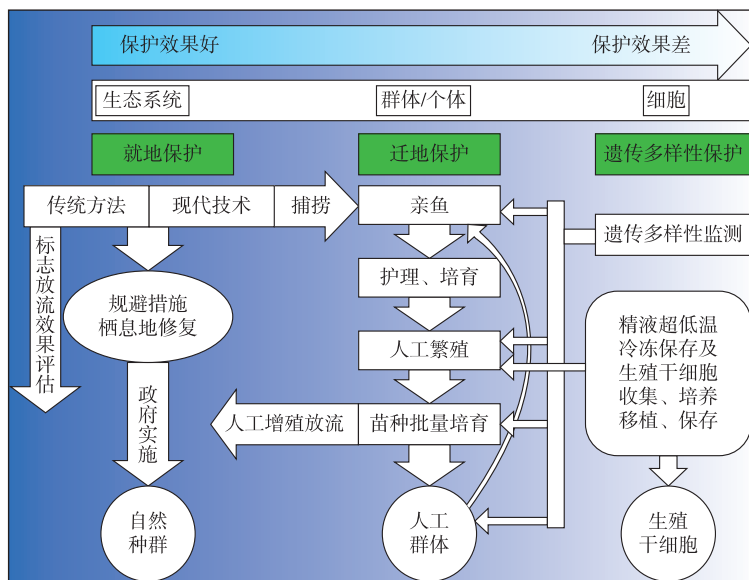 保护效果好
保护效果差
生态系统
群体/个体
细胞
就地保护
迁地保护
遗传多样性保护
传统方法
现代技术
捕捞
亲鱼
遗传多样性监测
标志放流效果评估
规避措施
栖息地修复
护理、培育
人工繁殖
精液超低温
冷冻保存及
生殖干细胞
收集、培养
移植、保存
政府实施
人工增殖放流
苗种批量培育
自然
种群
人工
群体
生殖
干细胞